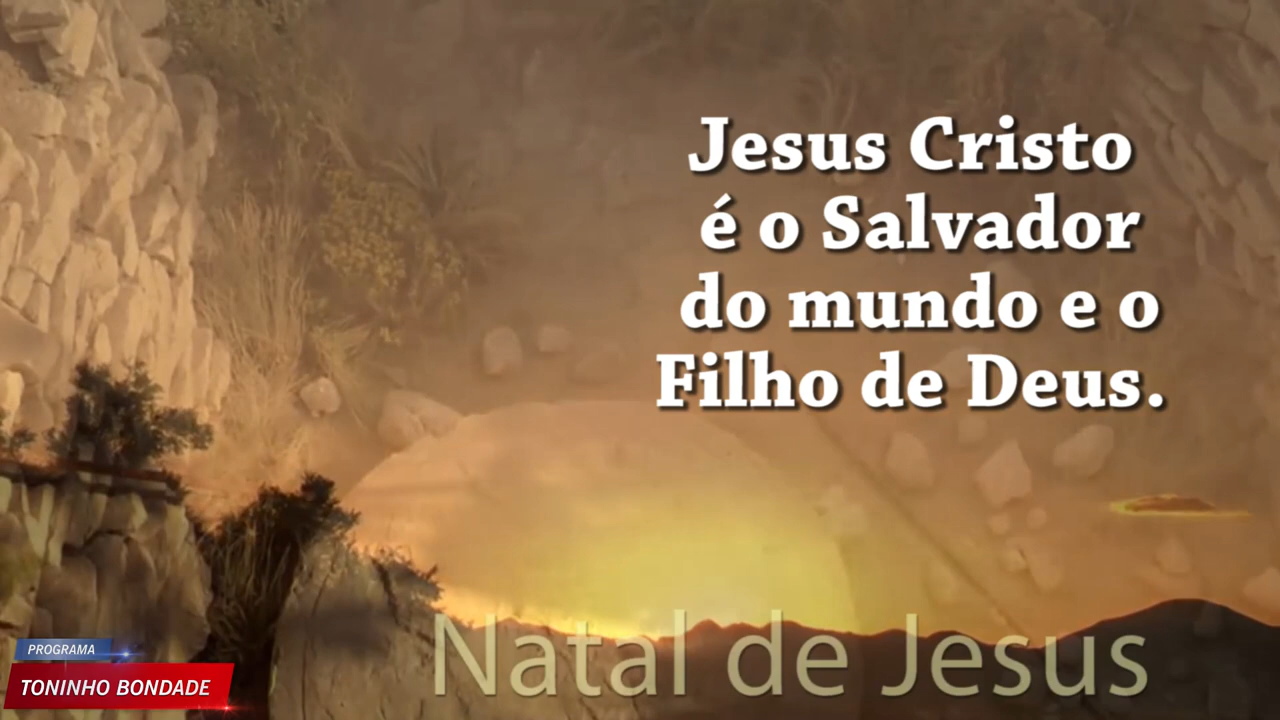 Jesus Cristo
é o Salvador
do mundo e o
Filho de Deus.
Natal de Jesus
PROGRAMA
TONINHO BONDADE